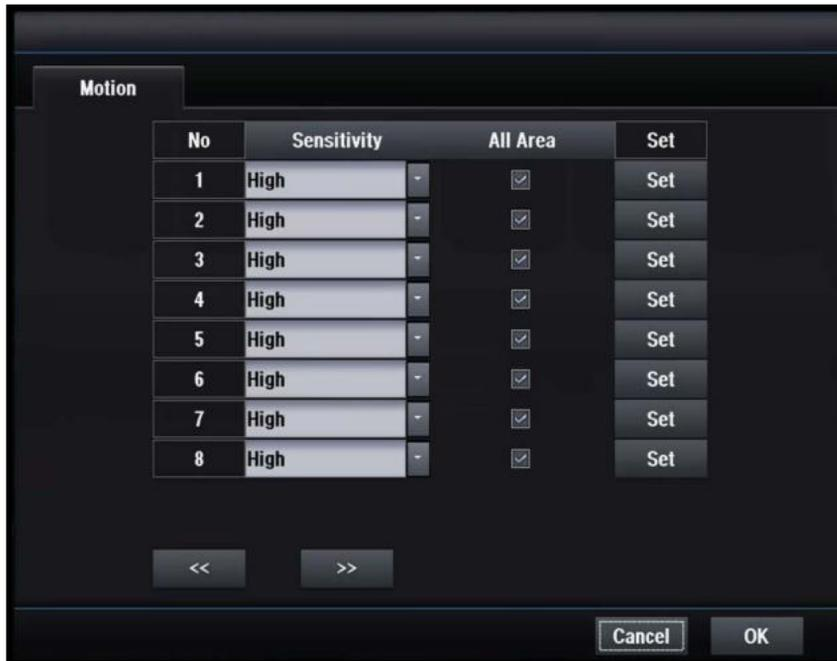 Motion
No Sensitivity All Area Set
1 High Set
2 High Set
3 High Set
4 High Set
5 High Set
6 High Set
7 High Set
8 High Set
<< >>
Cancel OK